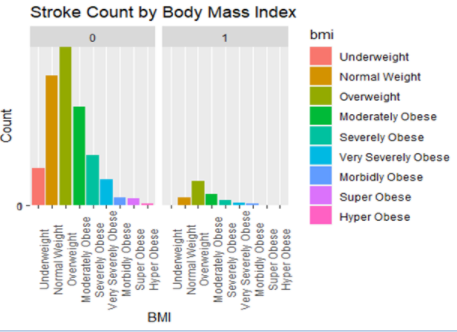 Stroke Count by Body Mass Index
0
1
Count
0
Underweight
Normal Weight
Overweight
Moderately Obese
Severely Obese
Very Severely Obese
Morbidly Obese
Super Obese
Hyper Obese
Underweight
Normal Weight
Overweight
Moderately Obese
Severely Obese
Very Severely Obese
Morbidly Obese
Super Obese
Hyper Obese
BMI
bmi
Underweight
Normal Weight
Overweight
Moderately Obese
Severely Obese
Very Severely Obese
Morbidly Obese
Super Obese
Hyper Obese